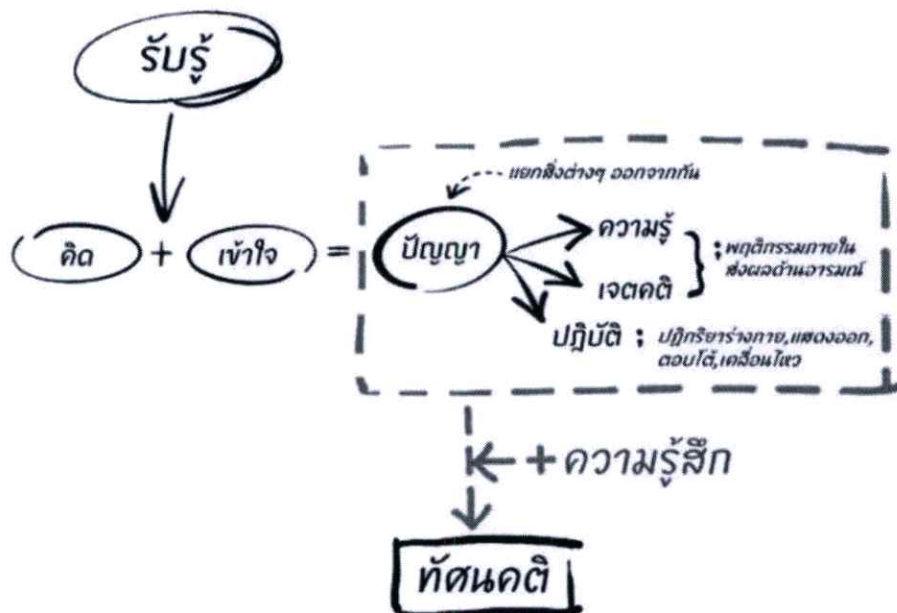 รับรู้
แยกสิ่งต่างๆ ออกจากกัน
คิด + เข้าใจ = ปัญญา
ความรู้
เจตคติ
; พฤติกรรมภายใน
ส่งผลด้านอารมณ์
ปฏิบัติ ; ปฏิกริยาร่างกาย,แสดงออก,
ตอบโต้,เคลื่อนไหว
+ ความรู้สึก
ทัศนคติ